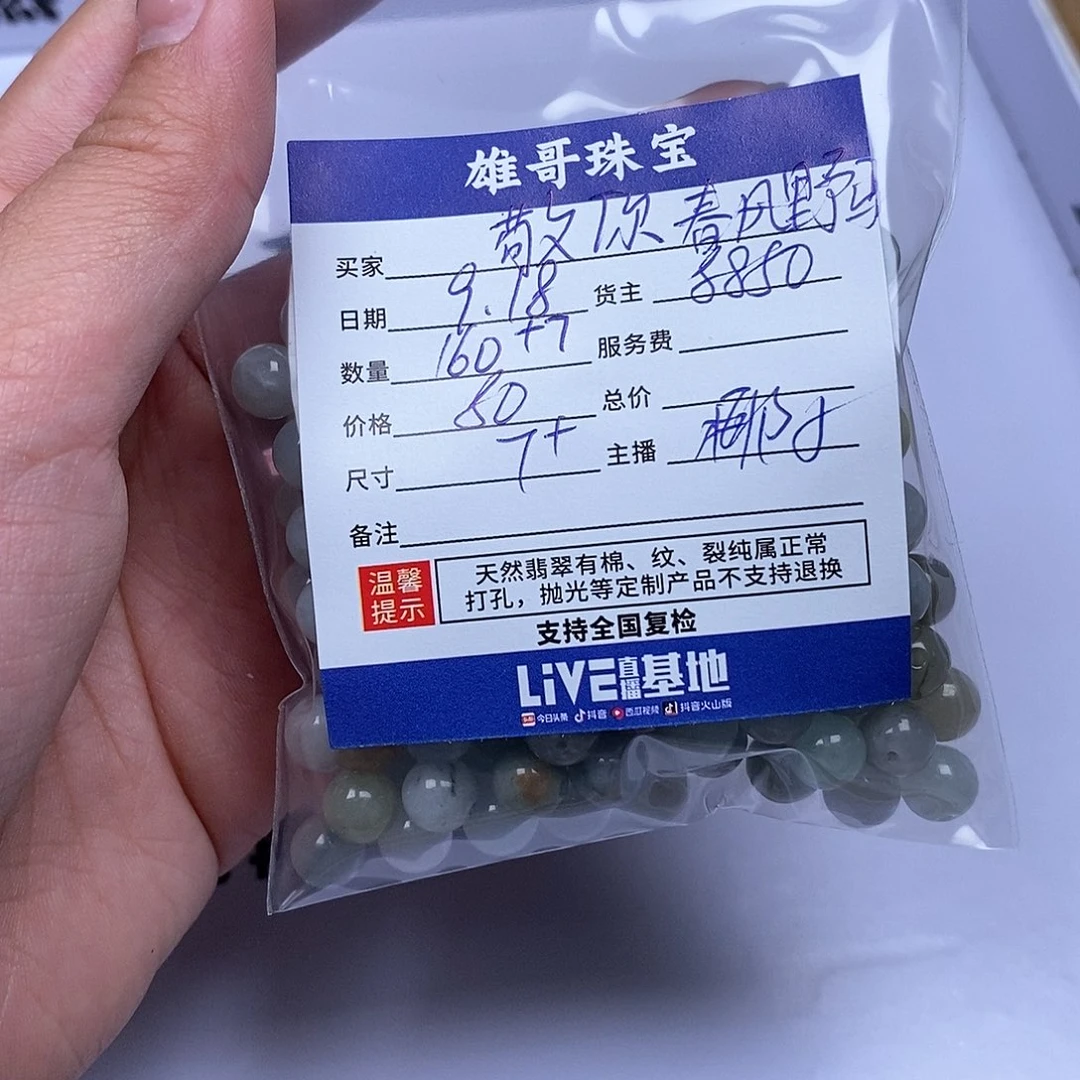 雄哥珠宝
买家 散顶 春风野马
日期 9.18 货主 8850
数量 160+7 服务费
价格 50 总价
尺寸 7+ 主播
备注
温馨提示
天然翡翠有棉、纹、裂纯属正常
打孔，抛光等定制产品不支持退换
支持全国复检
LiVE直播基地
今日头条 抖音 西瓜视频 抖音火山版